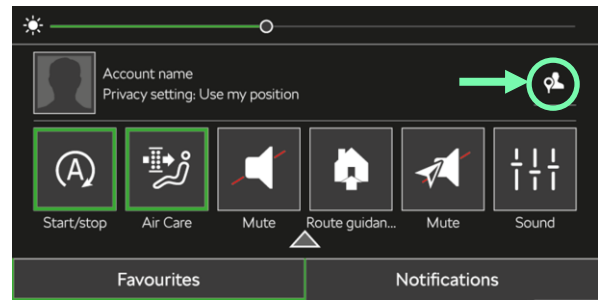 Account name
Privacy setting: Use my position
A
Start/stop Air Care Mute Route guidan... Mute Sound
Favourites Notifications